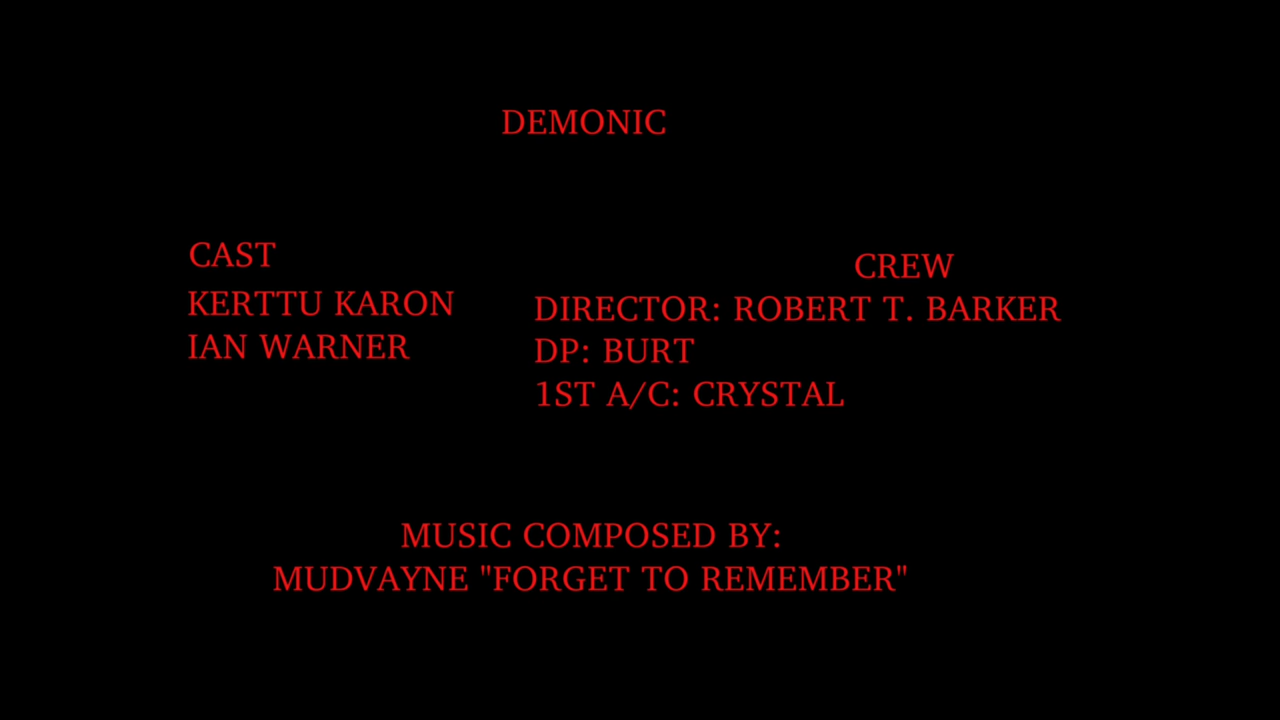 DEMONIC
CAST
KERTTU KARON
IAN WARNER
CREW
DIRECTOR: ROBERT T. BARKER
DP: BURT
1ST A/C: CRYSTAL
MUSIC COMPOSED BY:
MUDVAYNE "FORGET TO REMEMBER"